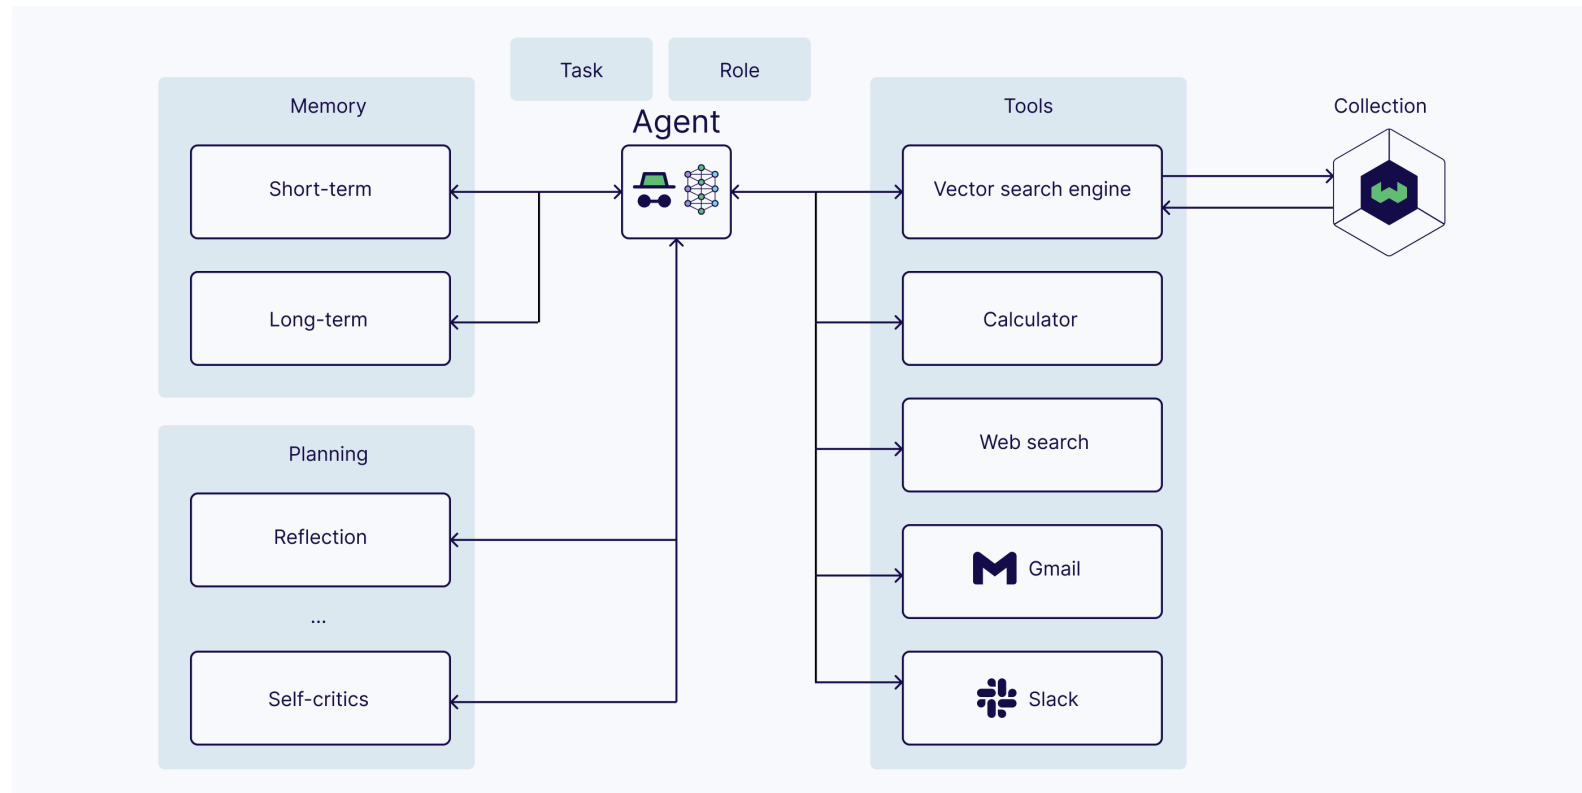 Task
Role
Memory
Agent
Tools
Collection
Short-term
Vector search engine
Long-term
Calculator
Planning
Web search
Reflection
Gmail
...
Self-critics
Slack